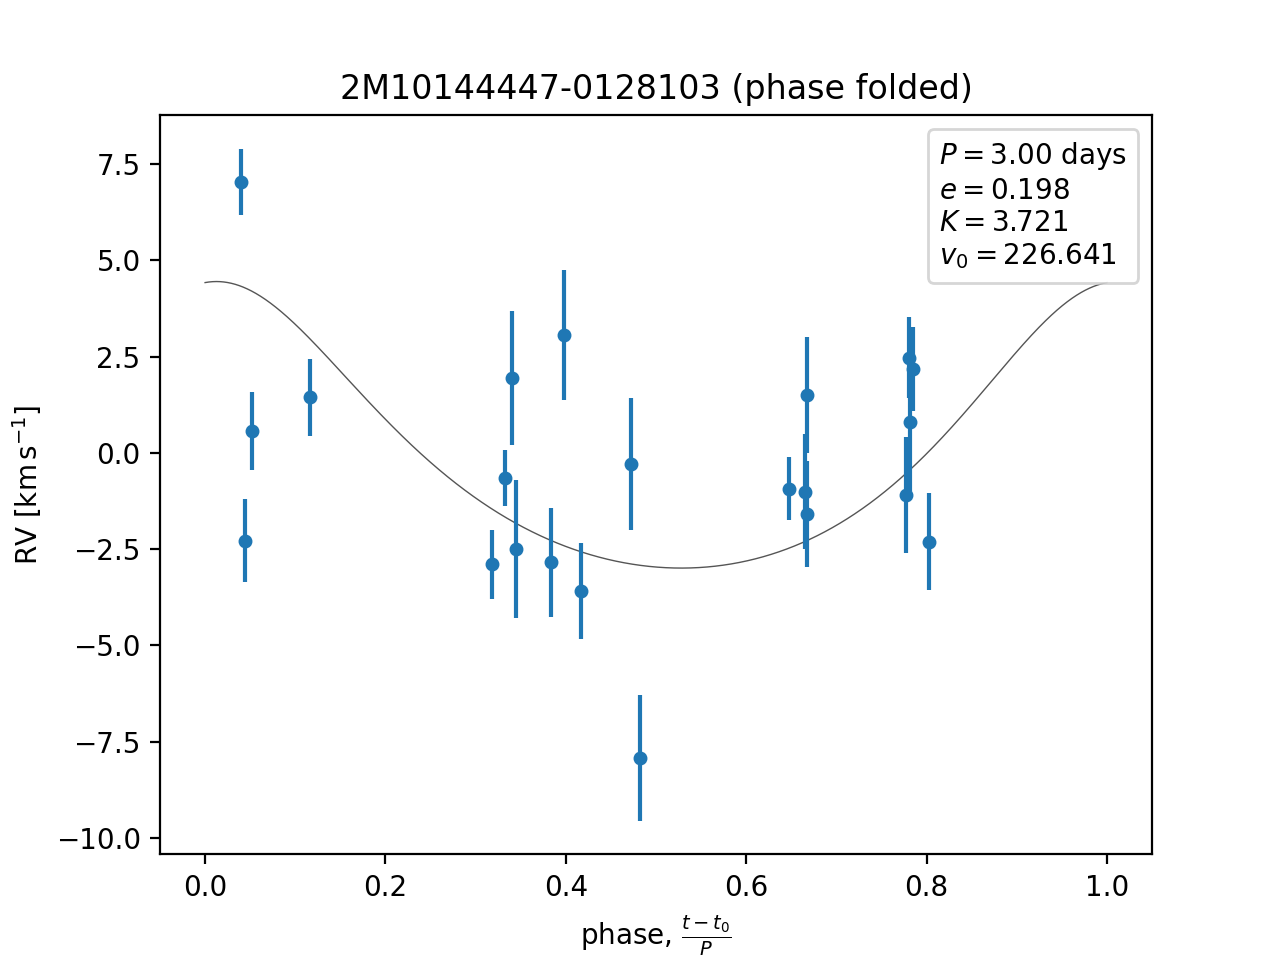 2M10144447-0128103 (phase folded)
P = 3.00 days
e = 0.198
K = 3.721
v₀ = 226.641
7.5
5.0
2.5
0.0
−2.5
−5.0
−7.5
−10.0
RV [km s⁻¹]
0.0 0.2 0.4 0.6 0.8 1.0
phase, (t − t₀)/P